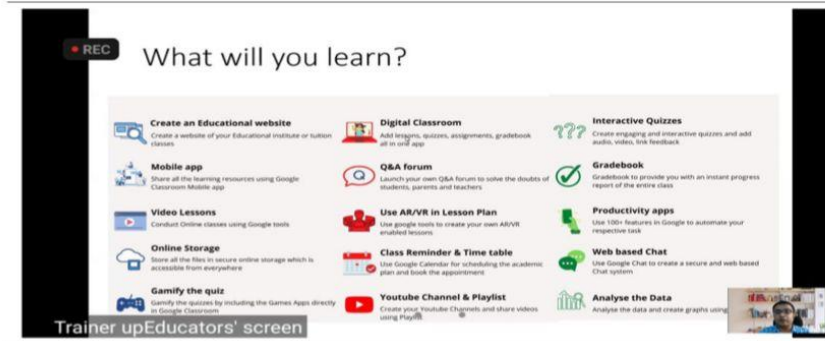 REC
What will you learn?
Create an Educational website
Create a website of your Educational institute or tuition
classes
Digital Classroom
Add lessons, quizzes, assignments, gradebook
all in one app
Interactive Quizzes
Create engaging and interactive quizzes and add
audio, video, link feedback
Mobile app
Share all the learning resources using Google
Classroom Mobile app
Q&A forum
Launch your own Q&A forum to solve the doubts of
students, parents and teachers
Gradebook
Gradebook to provide you with an instant progress
report of the entire class
Video Lessons
Conduct Online classes using Google tools
Use AR/VR in Lesson Plan
Use google tools to create your own AR/VR
enabled lessons
Productivity apps
Use 100+ features in Google to automate your
respective task
Online Storage
Store all the files in secure online storage which is
accessible from everywhere
Class Reminder & Time table
Use Google Calendar for scheduling the academic
plan and book the appointment
Web based Chat
Use Google Chat to create a secure and web based
Chat system
Gamify the quiz
Gamify the quizzes by including the Games Apps directly
in Google Classroom
Youtube Channel & Playlist
Create your Youtube Channels and share videos
using Playlist
Analyse the Data
Analyse the data and create graphs using
Trainer upEducators' screen